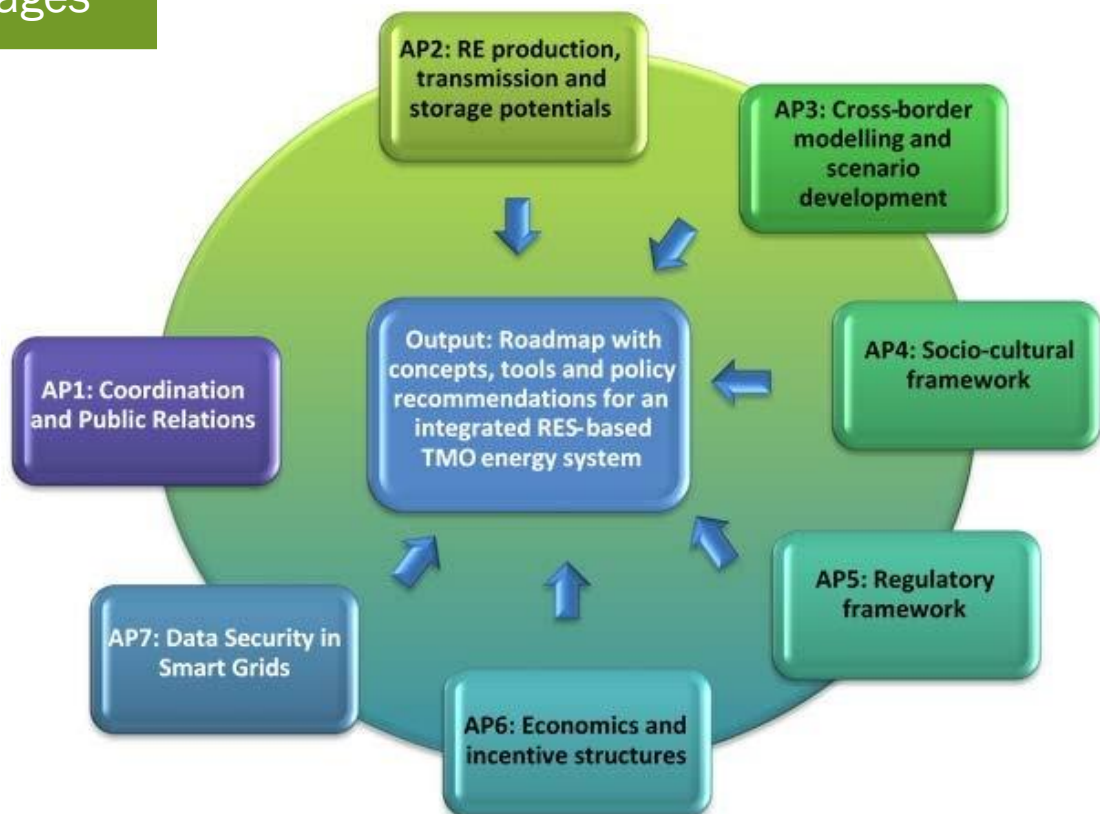 AP2: RE production,
transmission and
storage potentials
AP3: Cross-border
modelling and
scenario
development
Output: Roadmap with
concepts, tools and policy
recommendations for an
integrated RES-based
TMO energy system
AP4: Socio-cultural
framework
AP1: Coordination
and Public Relations
AP5: Regulatory
framework
AP7: Data Security in
Smart Grids
AP6: Economics and
incentive structures